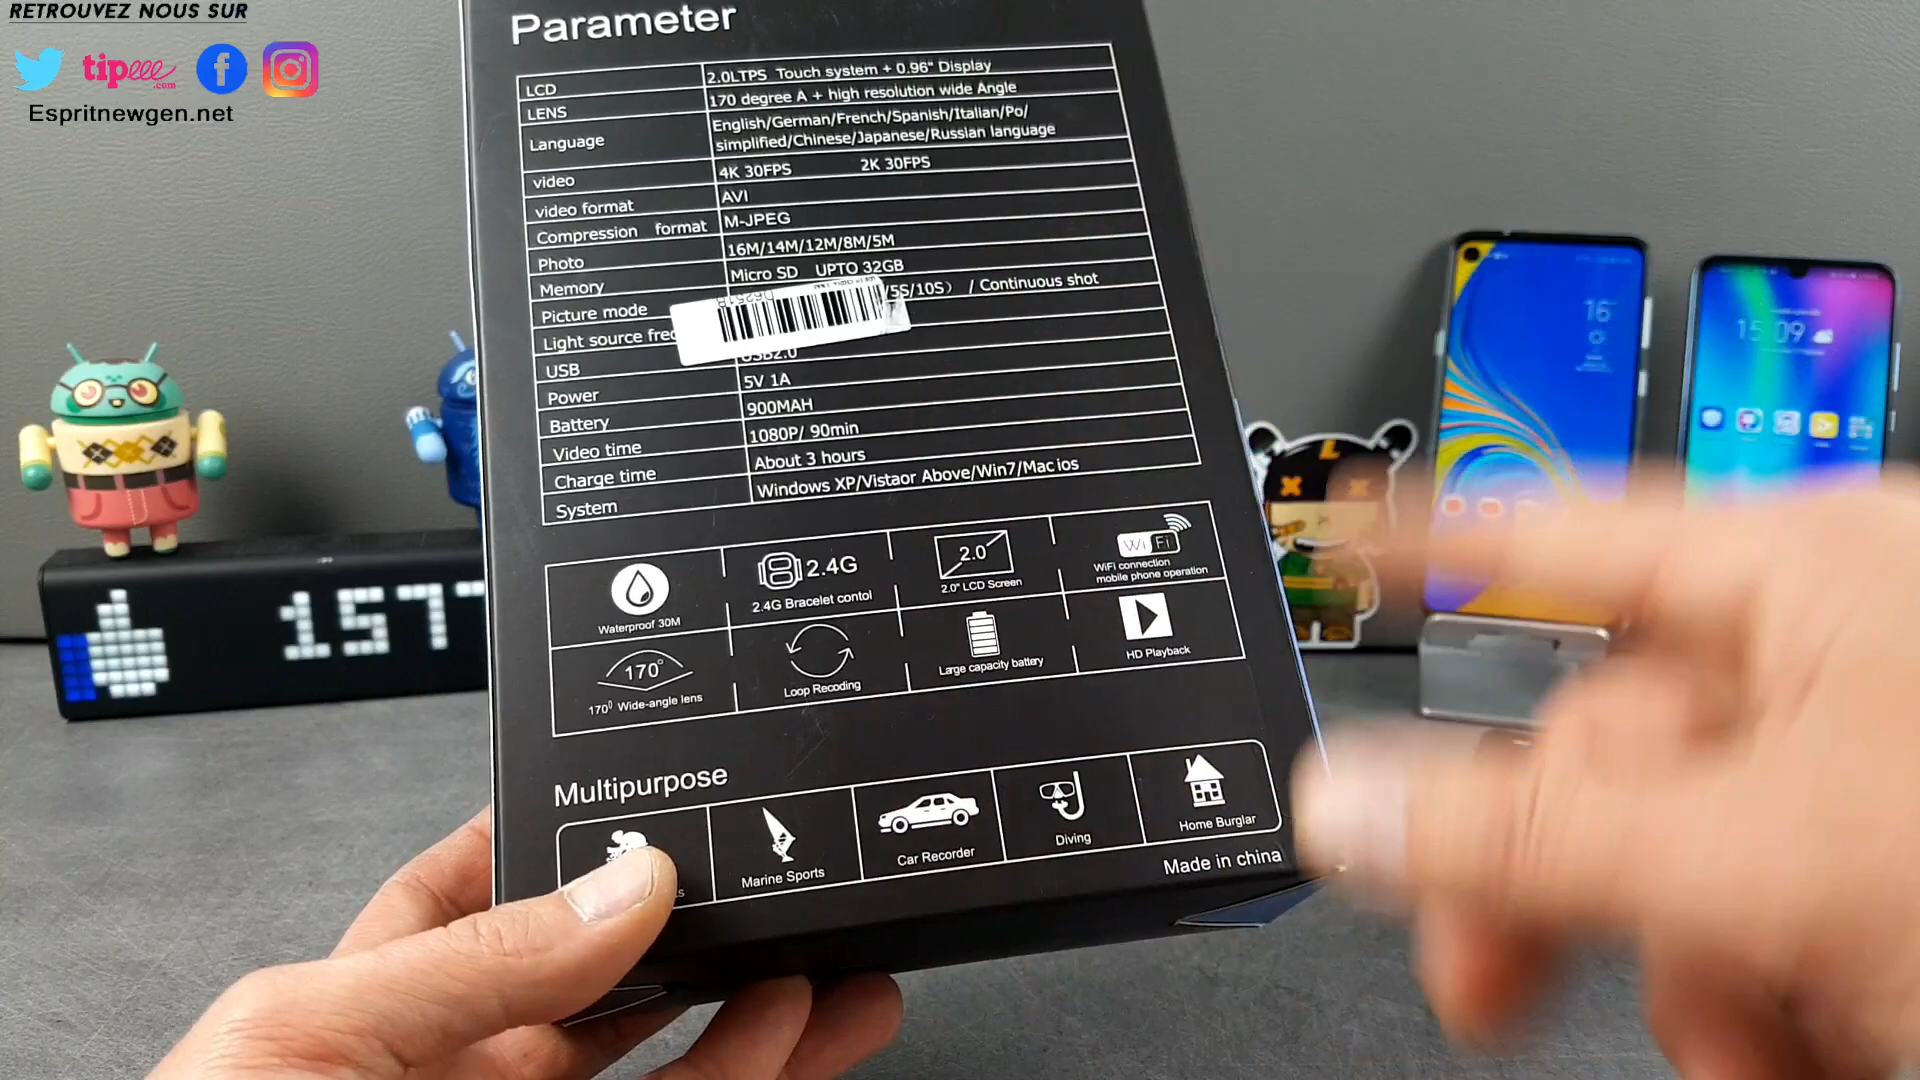 RETROUVEZ NOUS SUR
tipeee
.com
Espritnewgen.net
Parameter
LCD 2.0LTPS Touch system + 0.96" Display
LENS 170 degree A + high resolution wide Angle
Language English/German/French/Spanish/Italian/Po/
simplified/Chinese/Japanese/Russian language
video 4K 30FPS 2K 30FPS
video format AVI
Compression format M-JPEG
Photo 16M/14M/12M/8M/5M
Memory Micro SD UPTO 32GB
Picture mode /5S/10S） / Continuous shot
Light source
USB USB2.0
Power 5V 1A
Battery 900MAH
Video time 1080P/ 90min
Charge time About 3 hours
System Windows XP/Vistaor Above/Win7/Mac ios
2.4G
2.0
Wi Fi
Waterproof 30M
2.4G Bracelet contol
2.0" LCD Screen
WiFi connection
mobile phone operation
170°
170⁰ Wide-angle lens
Loop Recoding
Large capacity battery
HD Playback
Multipurpose
Marine Sports
Car Recorder
Diving
Home Burglar
Made in china
157
16
15 09
L